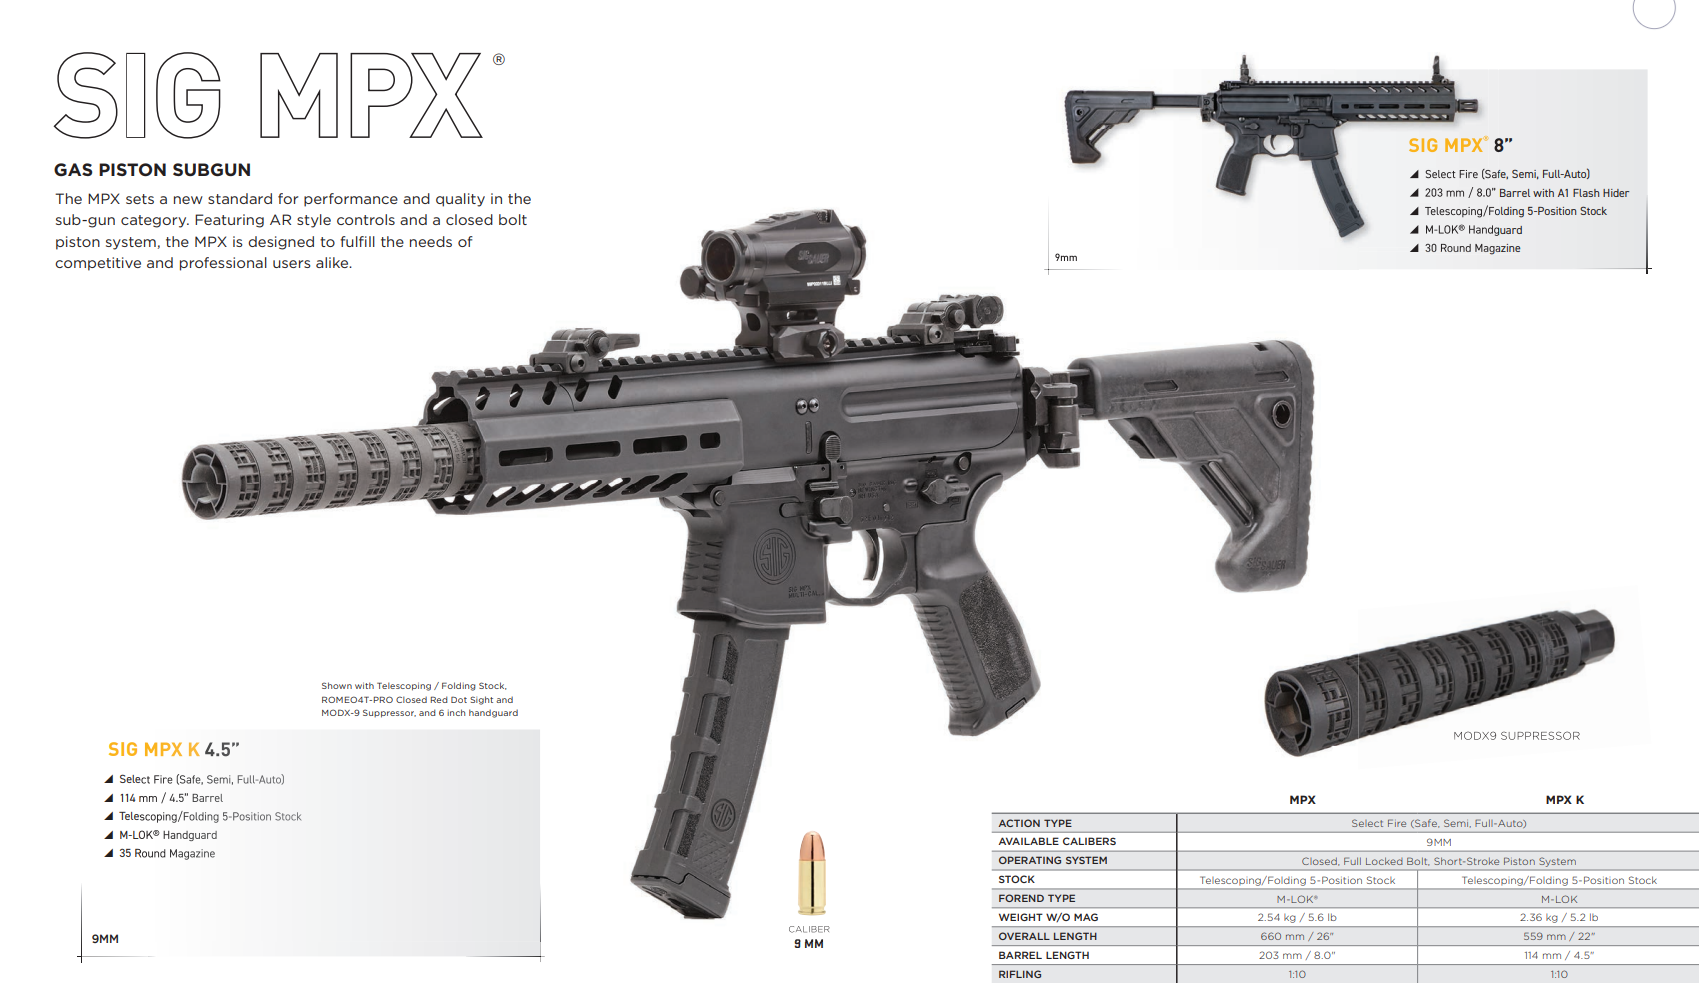 SIG MPX®
GAS PISTON SUBGUN
The MPX sets a new standard for performance and quality in the
sub-gun category. Featuring AR style controls and a closed bolt
piston system, the MPX is designed to fulfill the needs of
competitive and professional users alike.
SIG MPX® 8”
Select Fire (Safe, Semi, Full-Auto)
203 mm / 8.0” Barrel with A1 Flash Hider
Telescoping/Folding 5-Position Stock
M-LOK® Handguard
30 Round Magazine
9mm
SIG SAUER
SIG
SIG MPX
MULTI-CAL.
SIG SAUER
SIG
Shown with Telescoping / Folding Stock,
ROMEO4T-PRO Closed Red Dot Sight and
MODX-9 Suppressor, and 6 inch handguard
SIG MPX K 4.5”
Select Fire (Safe, Semi, Full-Auto)
114 mm / 4.5” Barrel
Telescoping/Folding 5-Position Stock
M-LOK® Handguard
35 Round Magazine
9MM
CALIBER
9 MM
MODX9 SUPPRESSOR
MPX MPX K
ACTION TYPE Select Fire (Safe, Semi, Full-Auto)
AVAILABLE CALIBERS 9MM
OPERATING SYSTEM Closed, Full Locked Bolt, Short-Stroke Piston System
STOCK Telescoping/Folding 5-Position Stock Telescoping/Folding 5-Position Stock
FOREND TYPE M-LOK® M-LOK
WEIGHT W/O MAG 2.54 kg / 5.6 lb 2.36 kg / 5.2 lb
OVERALL LENGTH 660 mm / 26" 559 mm / 22"
BARREL LENGTH 203 mm / 8.0" 114 mm / 4.5"
RIFLING 1:10 1:10